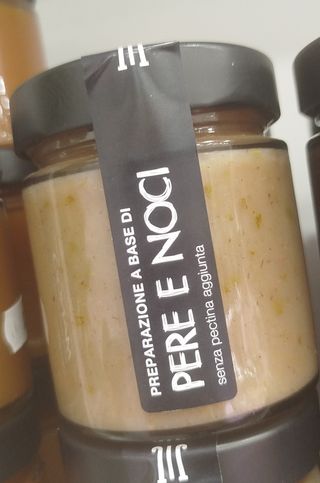 PREPARAZIONE A BASE DI
PERE E NOCI
senza pectina aggiunta